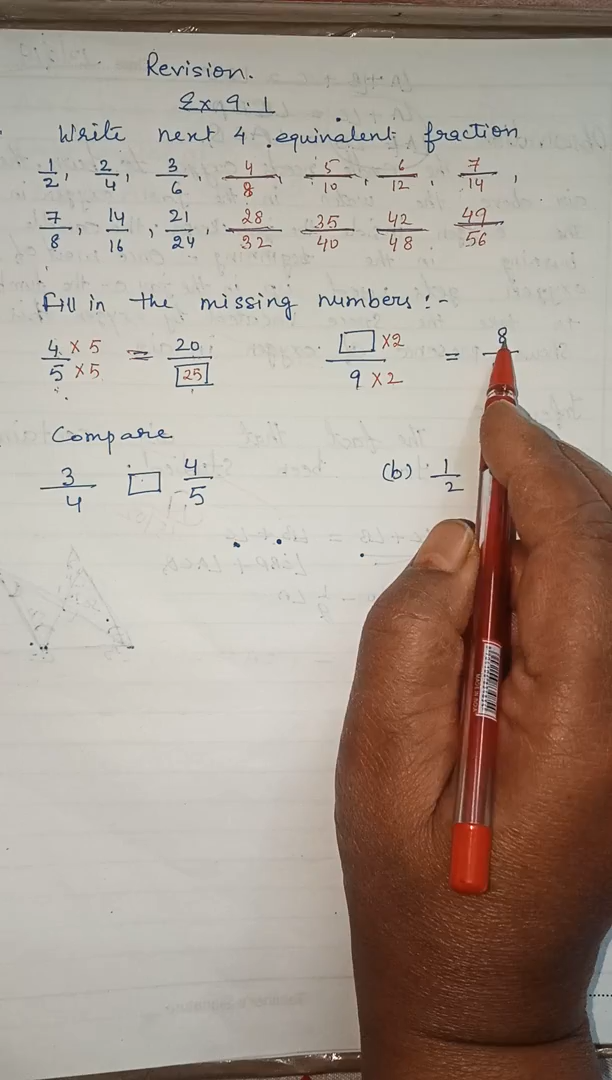 Revision.
Ex 9.1
Write next 4 equivalent fraction
1/2, 2/4, 3/6, 4/8, 5/10, 6/12, 7/14,
7/8, 14/16, 21/24, 28/32 35/40 42/48 49/56
Fill in the missing numbers :-
4/5 × 5/× 5 = 20/25 □/9 × 2/× 2 = 8/
Compare
3/4 □ 4/5 (b) 1/2